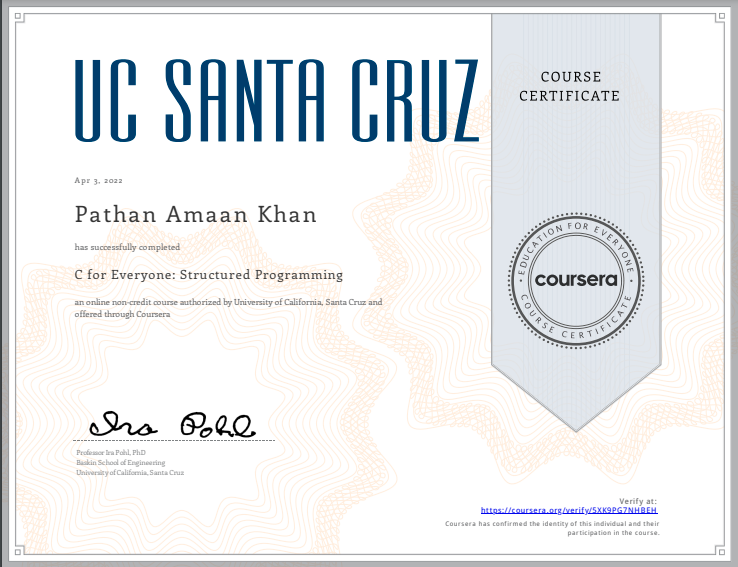 UC SANTA CRUZ
COURSE
CERTIFICATE
Apr 3, 2022
Pathan Amaan Khan
has successfully completed
C for Everyone: Structured Programming
an online non-credit course authorized by University of California, Santa Cruz and
offered through Coursera
EDUCATION FOR EVERYONE
coursera
COURSE CERTIFICATE
Ira Pohl
Professor Ira Pohl, PhD
Baskin School of Engineering
University of California, Santa Cruz
Verify at:
https://coursera.org/verify/5XK9PG7NHBEH
Coursera has confirmed the identity of this individual and their
participation in the course.